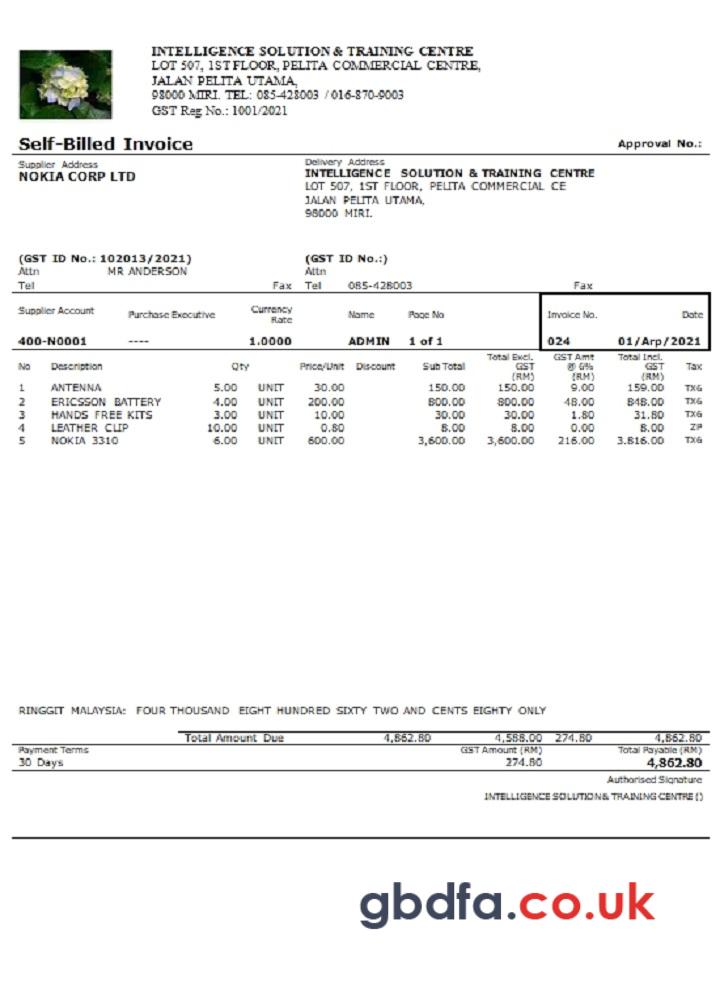 INTELLIGENCE SOLUTION & TRAINING CENTRE
LOT 507, 1ST FLOOR, PELITA COMMERCIAL CENTRE,
JALAN PELITA UTAMA,
98000 MIRI. TEL: 085-428003 / 016-870-9003
GST Reg No.: 1001/2021
Self-Billed Invoice Approval No.:
Supplier Address Delivery Address
NOKIA CORP LTD INTELLIGENCE SOLUTION & TRAINING CENTRE
LOT 507, 1ST FLOOR, PELITA COMMERCIAL CE
JALAN PELITA UTAMA,
98000 MIRI.
(GST ID No.: 102013/2021) (GST ID No.:)
Attn MR ANDERSON Attn
Tel Fax Tel 085-428003 Fax
Supplier Account Purchase Executive Currency Rate Name Page No Invoice No. Date
400-N0001 ---- 1.0000 ADMIN 1 of 1 024 01/Arp/2021
No Description Qty Price/Unit Discount Sub Total Total Excl. GST (RM) GST Amt @ 6% (RM) Total Incl. GST (RM) Tax
1 ANTENNA 5.00 UNIT 30.00 150.00 150.00 9.00 159.00 TX6
2 ERICSSON BATTERY 4.00 UNIT 200.00 800.00 800.00 48.00 848.00 TX6
3 HANDS FREE KITS 3.00 UNIT 10.00 30.00 30.00 1.80 31.80 TX6
4 LEATHER CLIP 10.00 UNIT 0.80 8.00 8.00 0.00 8.00 ZP
5 NOKIA 3310 6.00 UNIT 600.00 3,600.00 3,600.00 216.00 3.816.00 TX6
RINGGIT MALAYSIA: FOUR THOUSAND EIGHT HUNDRED SIXTY TWO AND CENTS EIGHTY ONLY
Total Amount Due 4,862.80 4,588.00 274.80 4,862.80
Payment Terms GST Amount (RM) Total Payable (RM)
30 Days 274.80 4,862.80
Authorised Signature
INTELLIGENCE SOLUTION & TRAINING CENTRE ()
gbdfa.co.uk